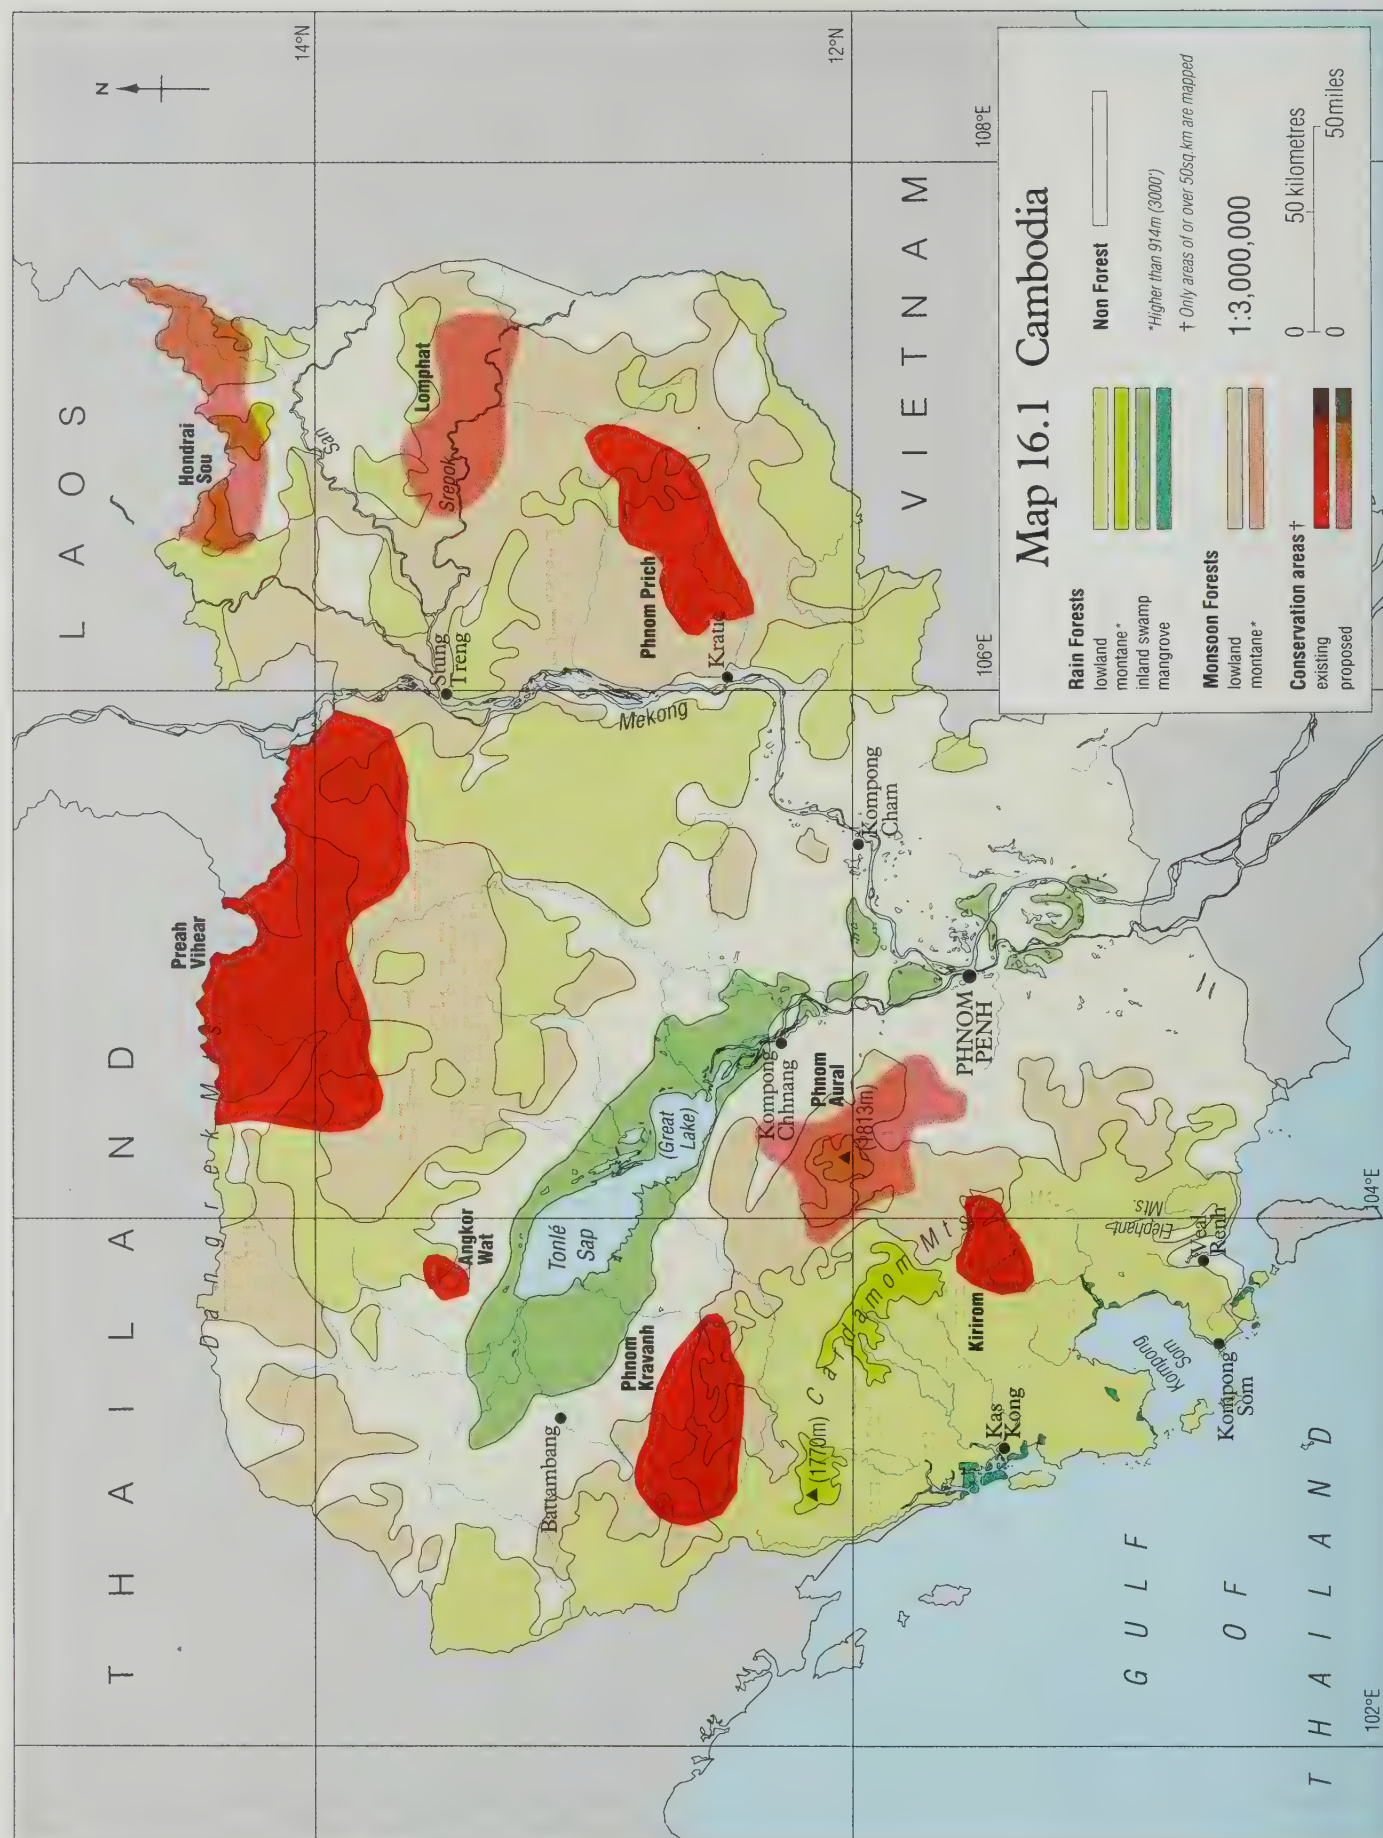 Map 16.1 Cambodia
Rain Forests
lowland
montane*
inland swamp
mangrove
Monsoon Forests
lowland
montane*
Conservation areas †
existing
proposed
Non Forest
*Higher than 914m (3000')
† Only areas of or over 50sq.km are mapped
1:3,000,000
0 50 kilometres
0 50 miles
N
14°N
12°N
102°E
104°E
106°E
108°E
THAILAND
LAOS
VIETNAM
GULF
OF
THAILAND
Dangrek Mts
Preah
Vihear
Hondrai
Sou
San
Lomphat
Srepok
Stung
Treng
Phnom Prich
Kratie
Mekong
Angkor
Wat
Tonlé
Sap
(Great
Lake)
Battambang
Phnom
Kravanh
Kompong
Chhnang
Phnom
Aural
(1813m)
Kompong
Cham
PHNOM
PENH
(1770m)
Cardamom Mts
Kirirom
Kas
Kong
Elephant
Mts.
Veal
Renh
Kompong
Som
Kompong
Som